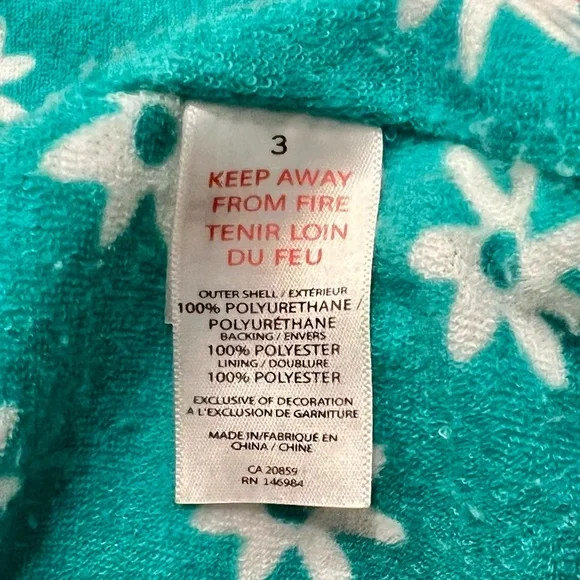 3
KEEP AWAY
FROM FIRE
TENIR LOIN
DU FEU
OUTER SHELL / EXTÉRIEUR
100% POLYURETHANE /
POLYURÉTHANE
BACKING / ENVERS
100% POLYESTER
LINING / DOUBLURE
100% POLYESTER
EXCLUSIVE OF DECORATION
A L'EXCLUSION DE GARNITURE
MADE IN/FABRIQUÉ EN
CHINA / CHINE
CA 20859
RN 146984